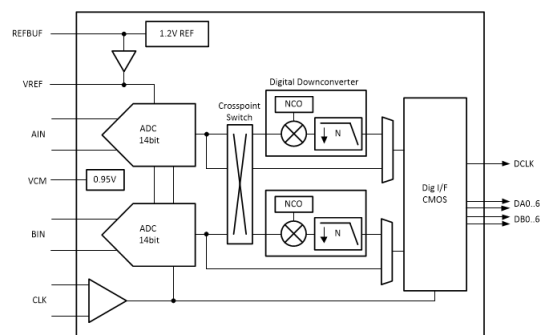 REFBUF
1.2V REF
VREF
Crosspoint
Switch
Digital Downconverter
NCO
N
AIN
ADC
14bit
VCM
0.95V
Dig I/F
CMOS
DCLK
DA0..6
DB0..6
BIN
ADC
14bit
NCO
N
CLK